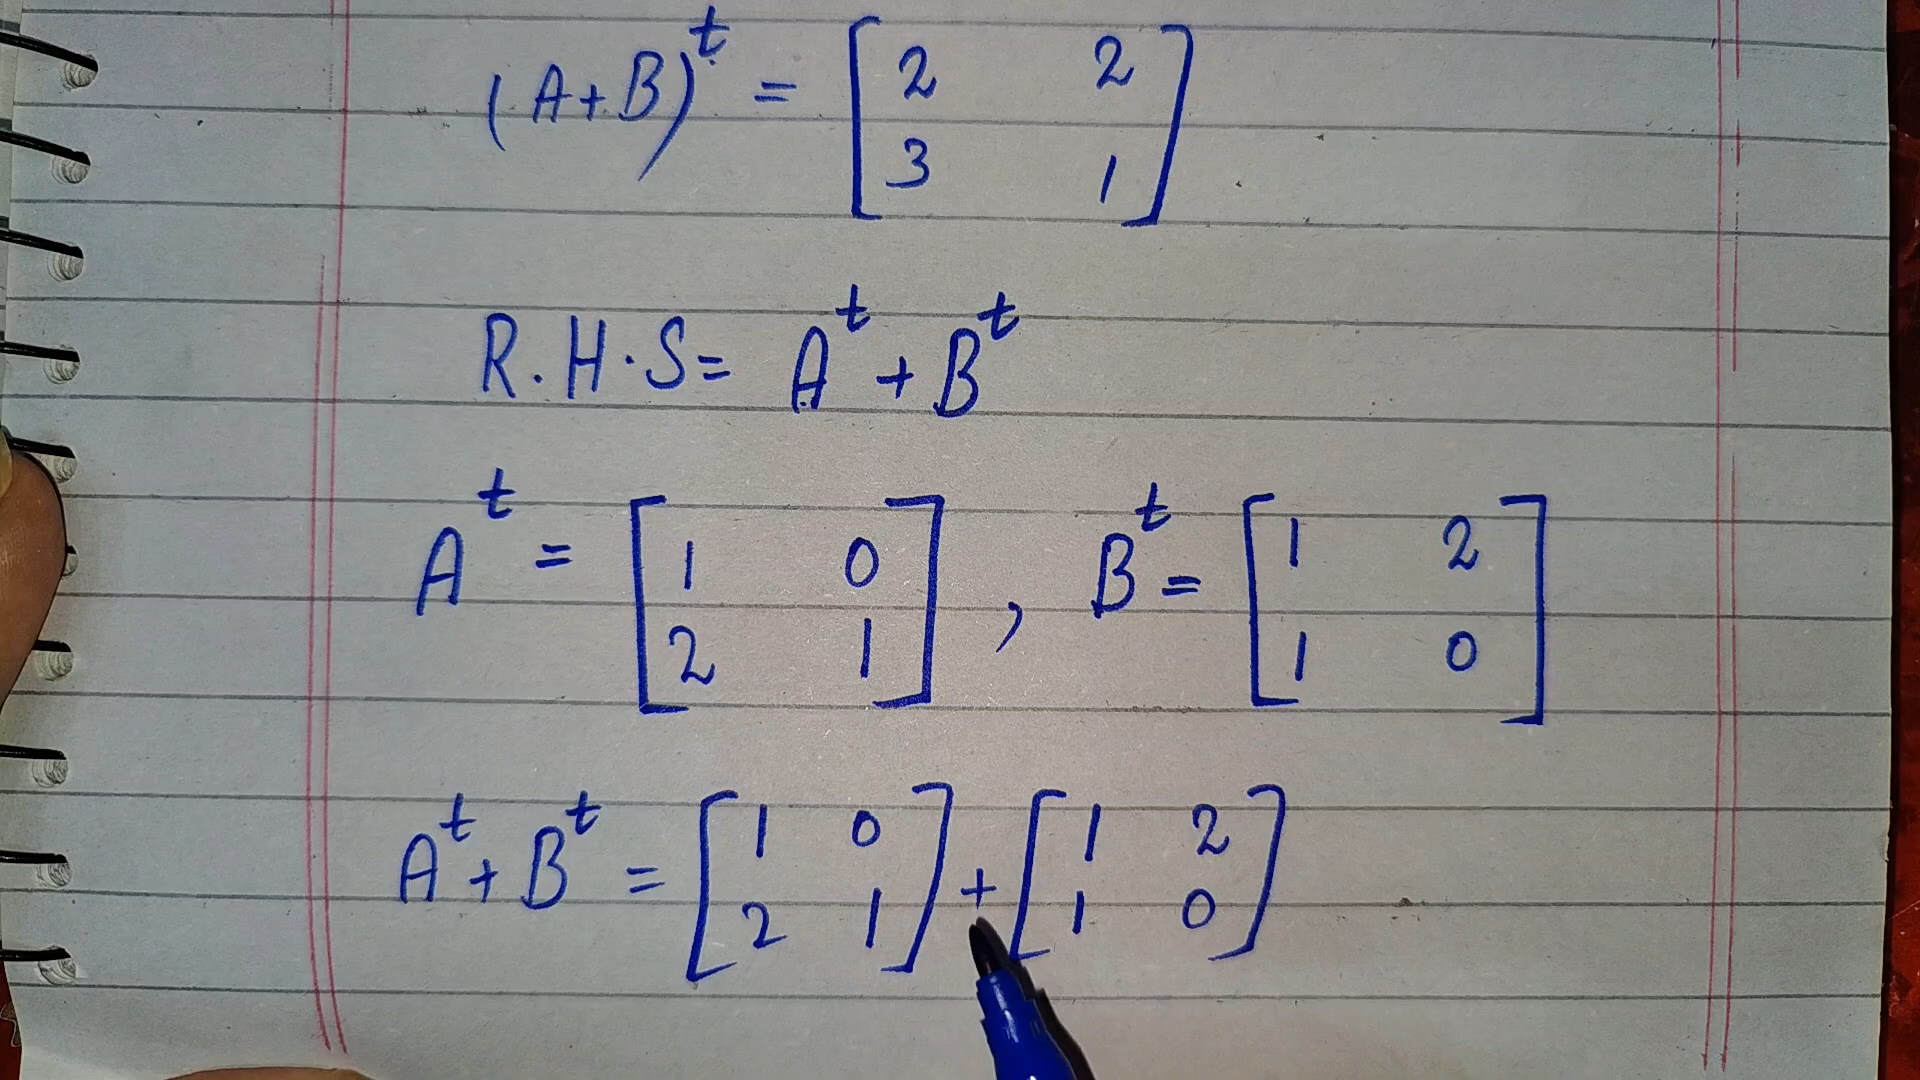 (A+B)^t = [2 2
3 1]
R.H.S = A^t + B^t
A^t = [1 0
2 1] , B^t = [1 2
1 0]
A^t + B^t = [1 0
2 1] + [1 2
1 0]